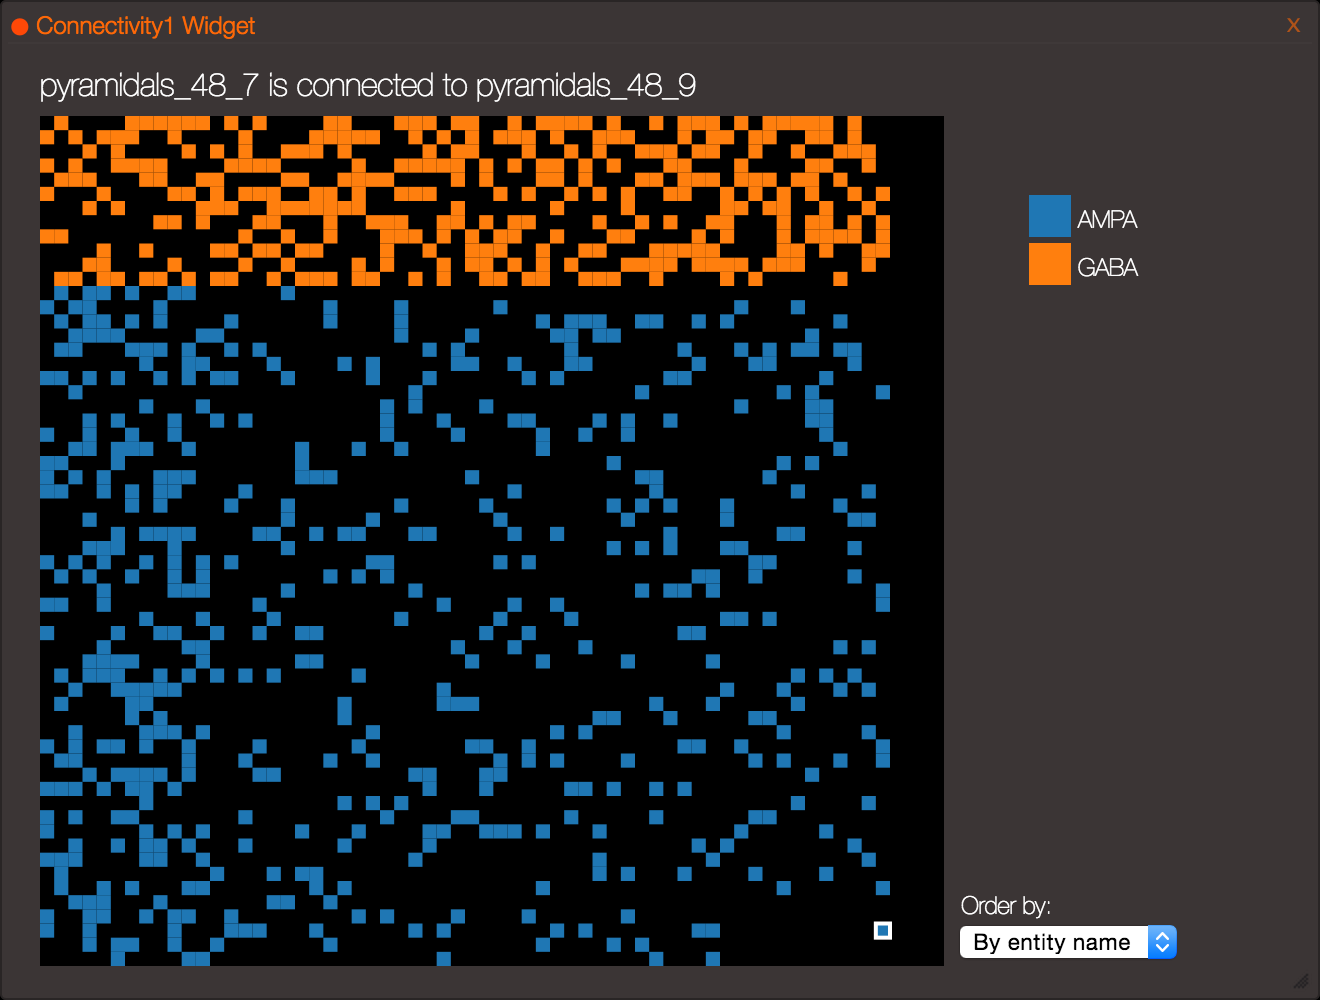 Connectivity1 Widget
X
pyramidals_48_7 is connected to pyramidals_48_9
AMPA
GABA
Order by:
By entity name